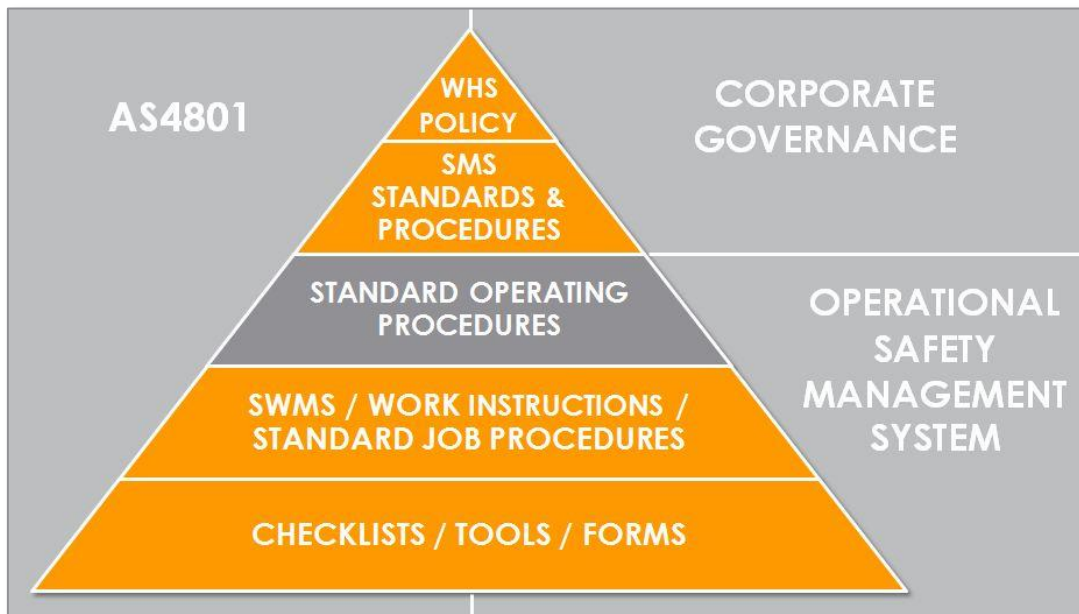 AS4801
WHS
POLICY
SMS
STANDARDS &
PROCEDURES
STANDARD OPERATING
PROCEDURES
SWMS / WORK INSTRUCTIONS /
STANDARD JOB PROCEDURES
CHECKLISTS / TOOLS / FORMS
CORPORATE
GOVERNANCE
OPERATIONAL
SAFETY
MANAGEMENT
SYSTEM